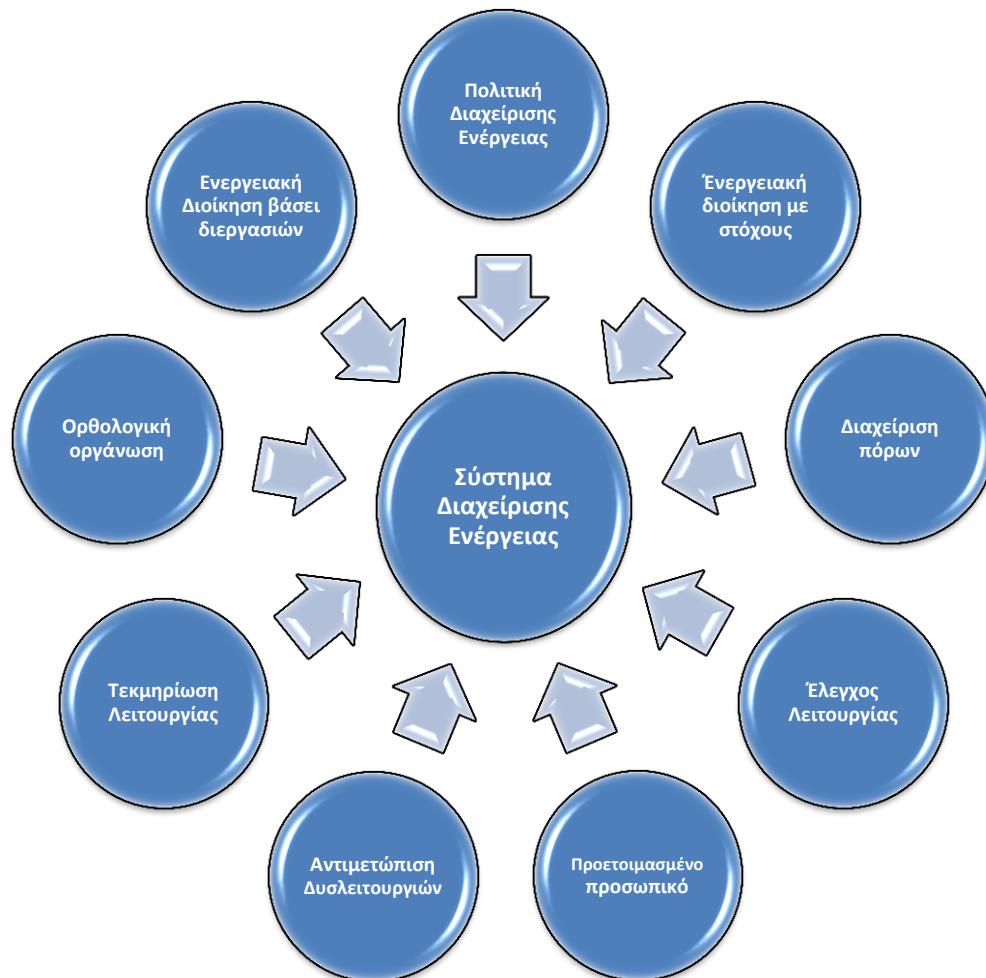 Πολιτική
Διαχείρισης
Ενέργειας
Ένεργειακή
διοίκηση με
στόχους
Διαχείριση
πόρων
Έλεγχος
Λειτουργίας
Προετοιμασμένο
προσωπικό
Αντιμετώπιση
Δυσλειτουργιών
Τεκμηρίωση
Λειτουργίας
Ορθολογική
οργάνωση
Ενεργειακή
Διοίκηση βάσει
διεργασιών
Σύστημα
Διαχείρισης
Ενέργειας